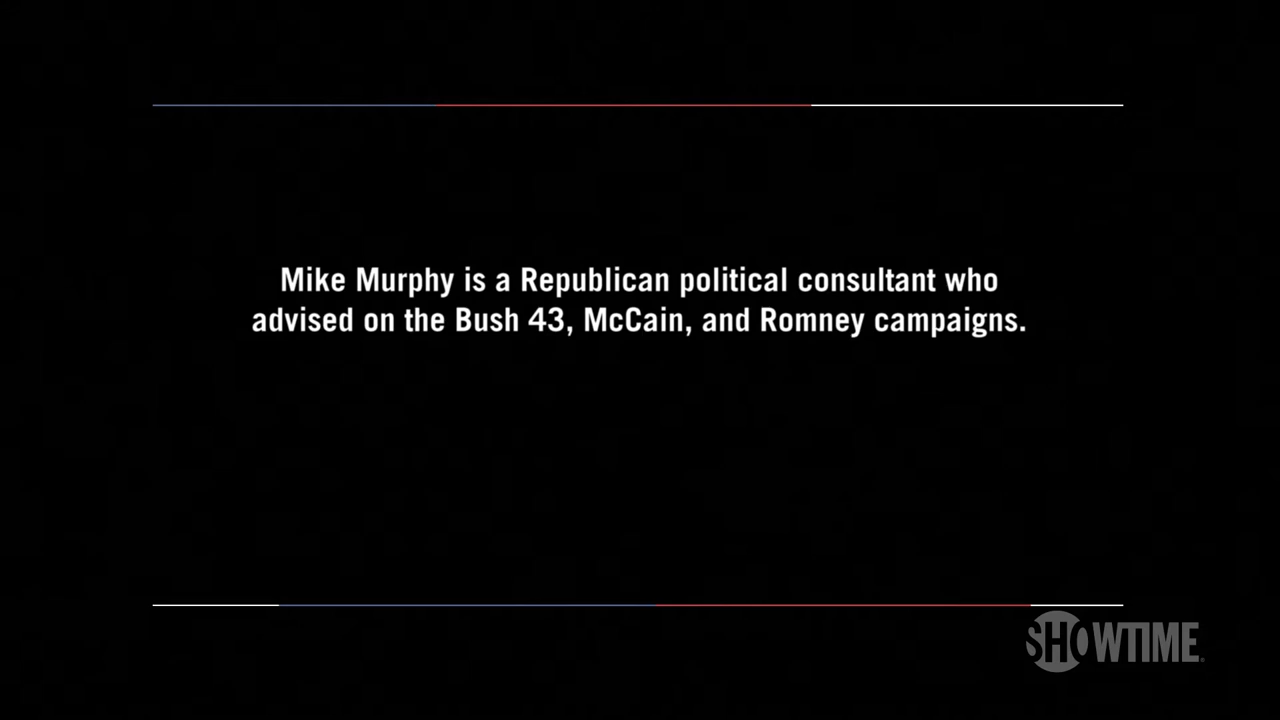 Mike Murphy is a Republican political consultant who
advised on the Bush 43, McCain, and Romney campaigns.
SHOWTIME®